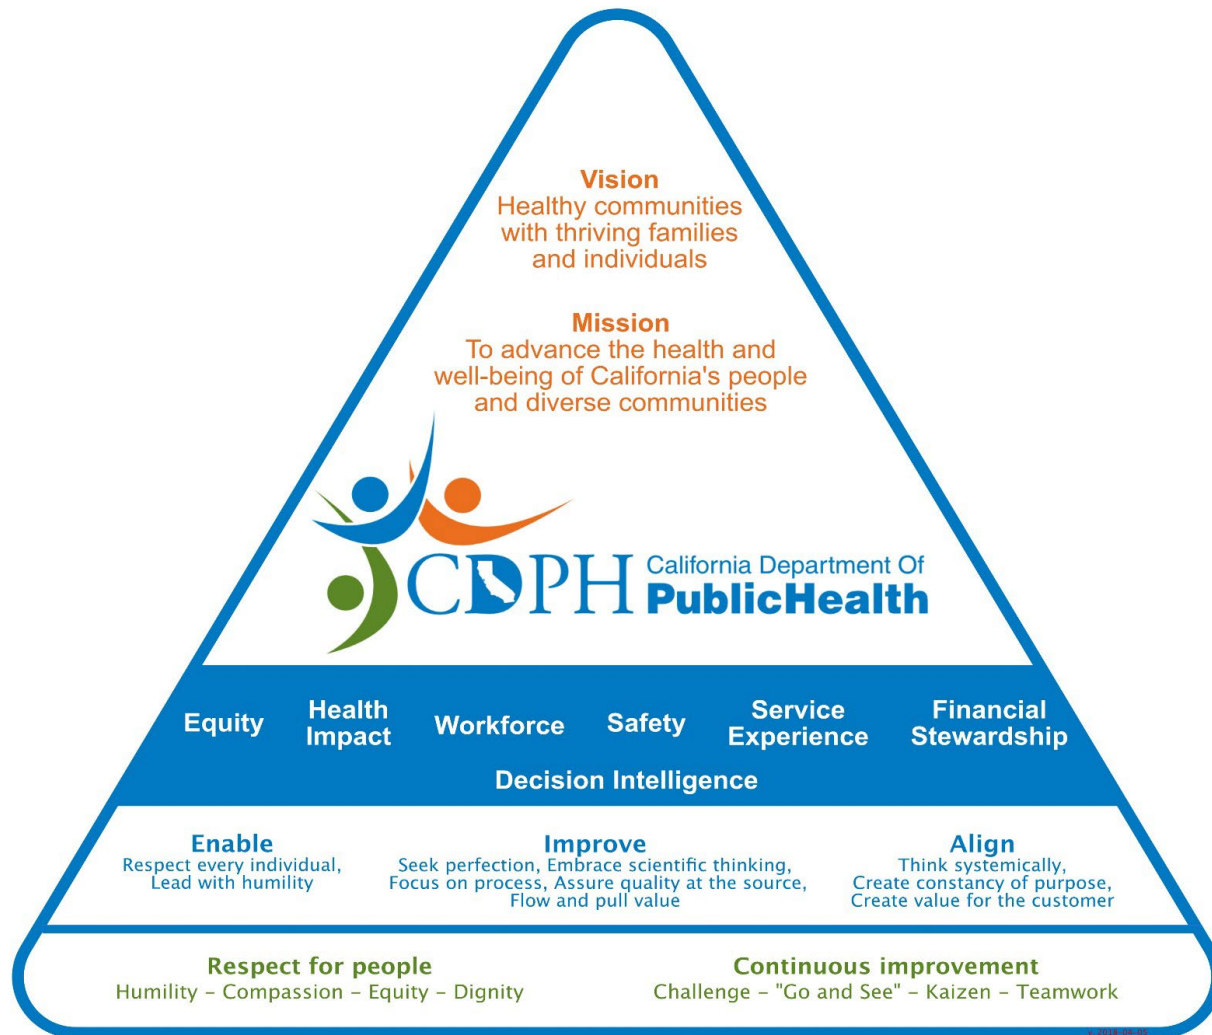 Vision
Healthy communities
with thriving families
and individuals
Mission
To advance the health and
well-being of California's people
and diverse communities
CDPH California Department Of
PublicHealth
Equity
Health
Impact
Workforce
Safety
Service
Experience
Financial
Stewardship
Decision Intelligence
Enable
Respect every individual,
Lead with humility
Improve
Seek perfection, Embrace scientific thinking,
Focus on process, Assure quality at the source,
Flow and pull value
Align
Think systemically,
Create constancy of purpose,
Create value for the customer
Respect for people
Humility – Compassion – Equity – Dignity
Continuous improvement
Challenge – "Go and See" – Kaizen – Teamwork